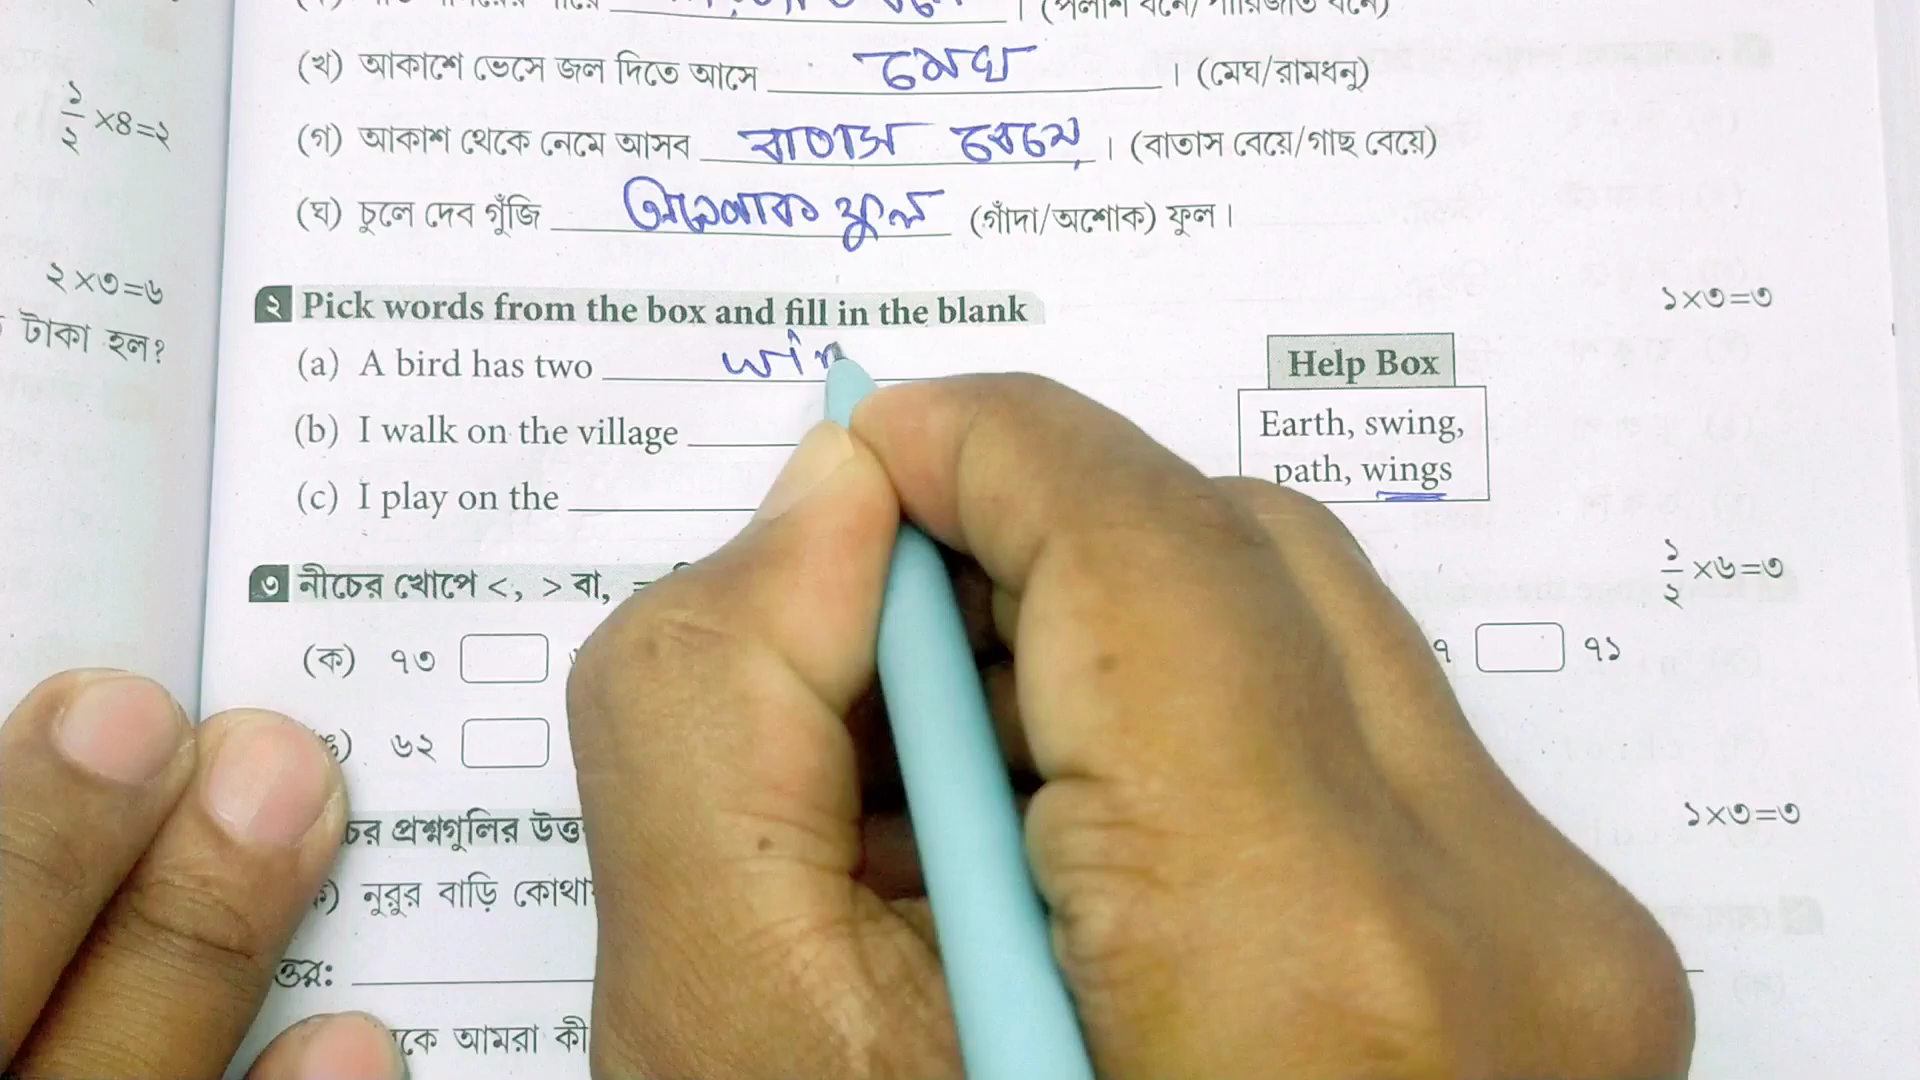 (খ) আকাশে ভেসে জল দিতে আসে মেঘ । (মেঘ/রামধনু)
(গ) আকাশ থেকে নেমে আসব বাতাস বেয়ে । (বাতাস বেয়ে/গাছ বেয়ে)
(ঘ) চুলে দেব গুঁজি অশোক ফুল (গাঁদা/অশোক) ফুল।
১/২ ×৪=২
২×৩=৬
টাকা হল?
২ Pick words from the box and fill in the blank ১×৩=৩
(a) A bird has two win
(b) I walk on the village
(c) I play on the
Help Box
Earth, swing,
path, wings
৩ নীচের খোপে <, > বা, = ১/২ ×৬=৩
(ক) ৭৩ ৭ ৭১
৬২
প্রশ্নগুলির ১×৩=৩
নুরুর বাড়ি
আমরা কী